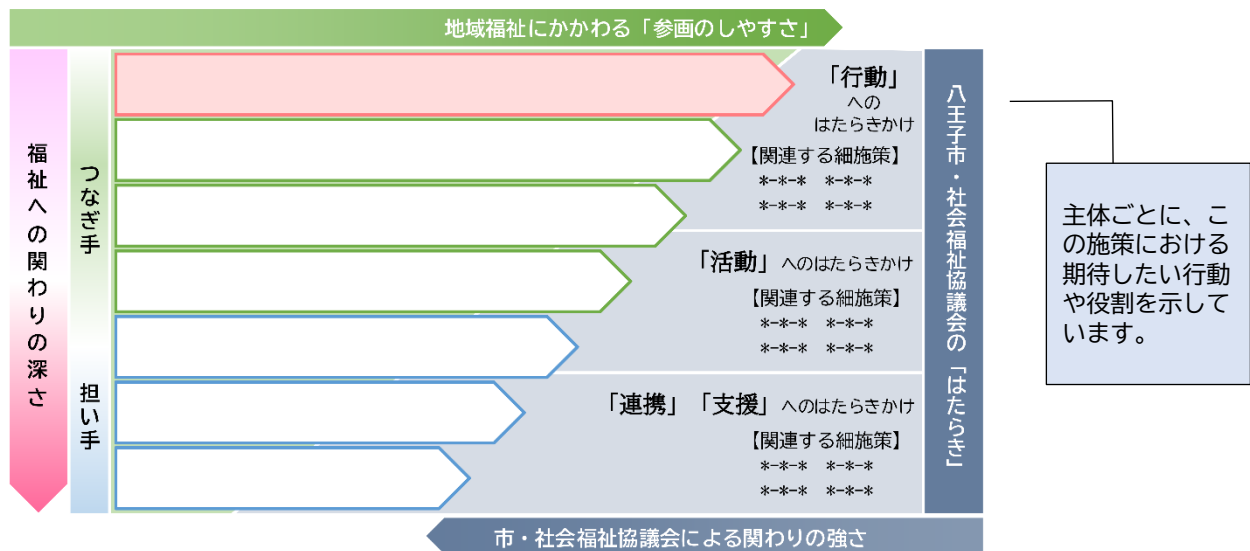 地域福祉にかかわる「参画のしやすさ」
福祉への関わりの深さ
つなぎ手
担い手
「行動」
への
はたらきかけ
【関連する細施策】
*-*-* *-*-*
*-*-* *-*-*
「活動」へのはたらきかけ
【関連する細施策】
*-*-* *-*-*
*-*-* *-*-*
「連携」「支援」へのはたらきかけ
【関連する細施策】
*-*-* *-*-*
*-*-* *-*-*
八王子市・社会福祉協議会の「はたらき」
市・社会福祉協議会による関わりの強さ
主体ごとに、こ
の施策における
期待したい行動
や役割を示して
います。